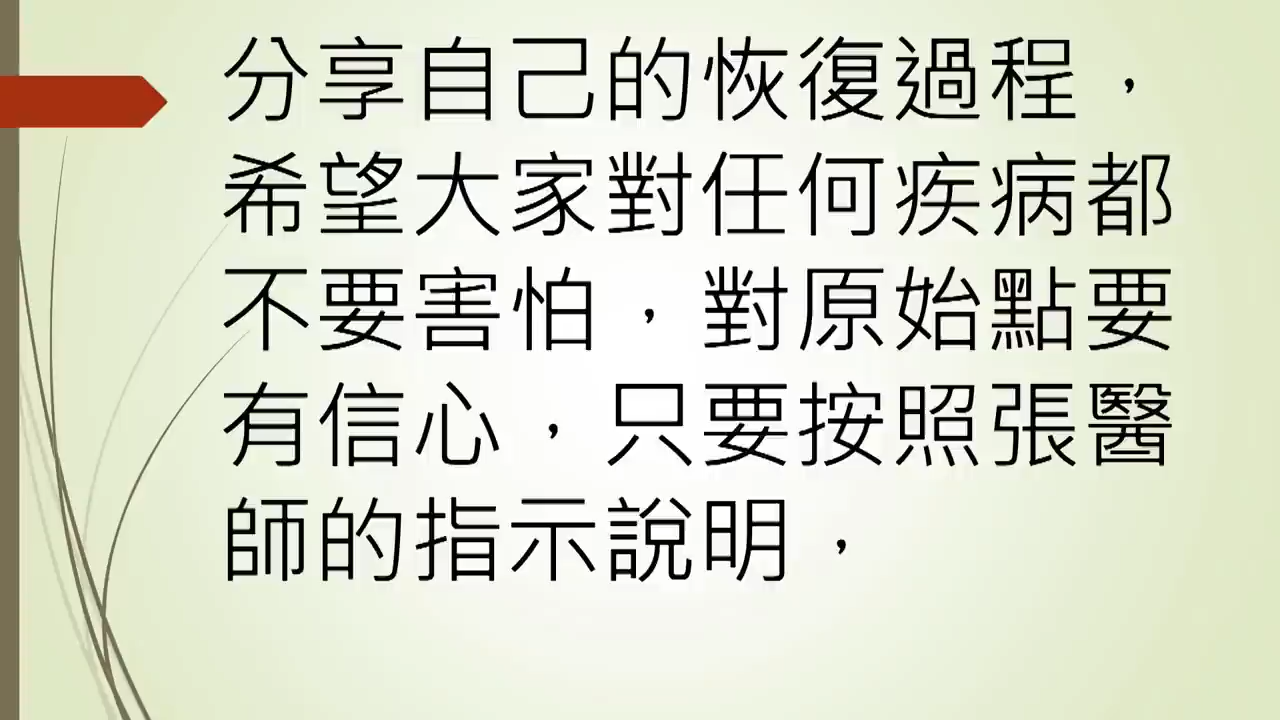 分享自己的恢復過程，
希望大家對任何疾病都
不要害怕，對原始點要
有信心，只要按照張醫
師的指示說明，